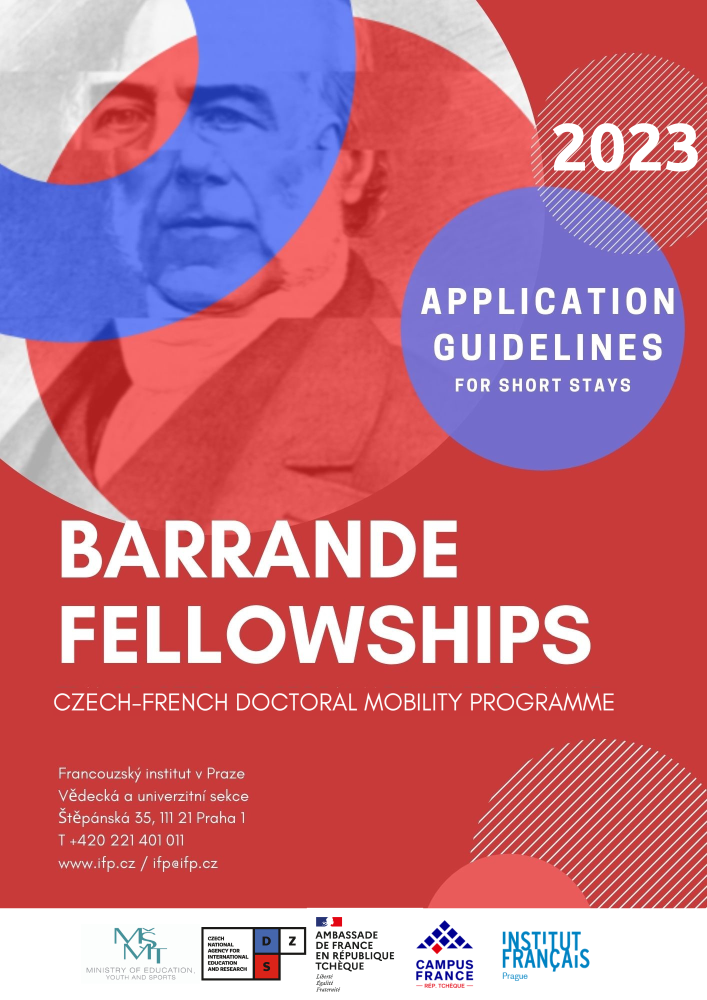 2023
APPLICATION
GUIDELINES
FOR SHORT STAYS
BARRANDE
FELLOWSHIPS
CZECH-FRENCH DOCTORAL MOBILITY PROGRAMME
Francouzský institut v Praze
Vědecká a univerzitní sekce
Štěpánská 35, 111 21 Praha 1
T +420 221 401 011
www.ifp.cz / ifp@ifp.cz
MŠMT
MINISTRY OF EDUCATION,
YOUTH AND SPORTS
CZECH
NATIONAL
AGENCY FOR
INTERNATIONAL
EDUCATION
AND RESEARCH
D Z
S
AMBASSADE
DE FRANCE
EN RÉPUBLIQUE
TCHÈQUE
Liberté
Égalité
Fraternité
CAMPUS
FRANCE
RÉP. TCHÈQUE
INSTITUT
FRANÇAIS
Prague